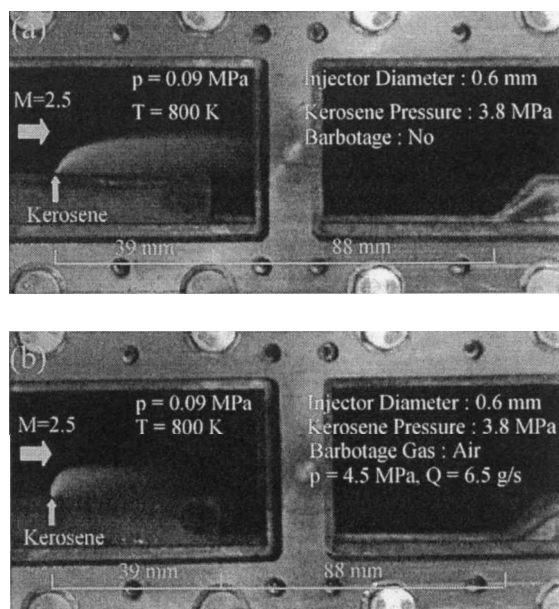 (a)
p = 0.09 MPa
T = 800 K
M=2.5
Injector Diameter : 0.6 mm
Kerosene Pressure : 3.8 MPa
Barbotage : No
Kerosene
39 mm
88 mm
(b)
p = 0.09 MPa
T = 800 K
M=2.5
Injector Diameter : 0.6 mm
Kerosene Pressure : 3.8 MPa
Barbotage Gas : Air
p = 4.5 MPa, Q = 6.5 g/s
Kerosene
39 mm
88 mm